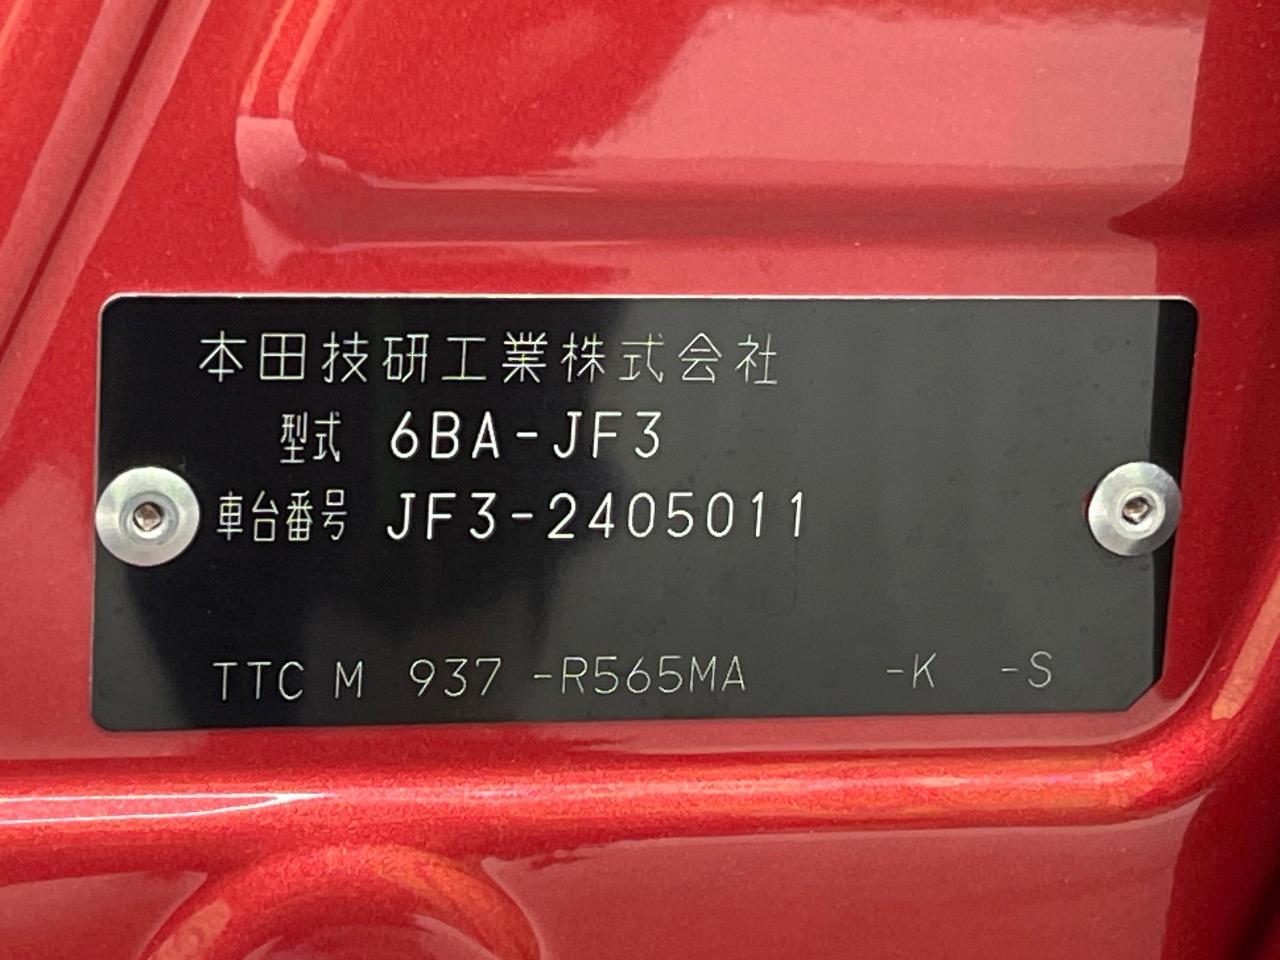 本田技研工業株式会社
型式 6BA-JF3
車台番号 JF3-2405011
TTC M 937 -R565MA -K -S